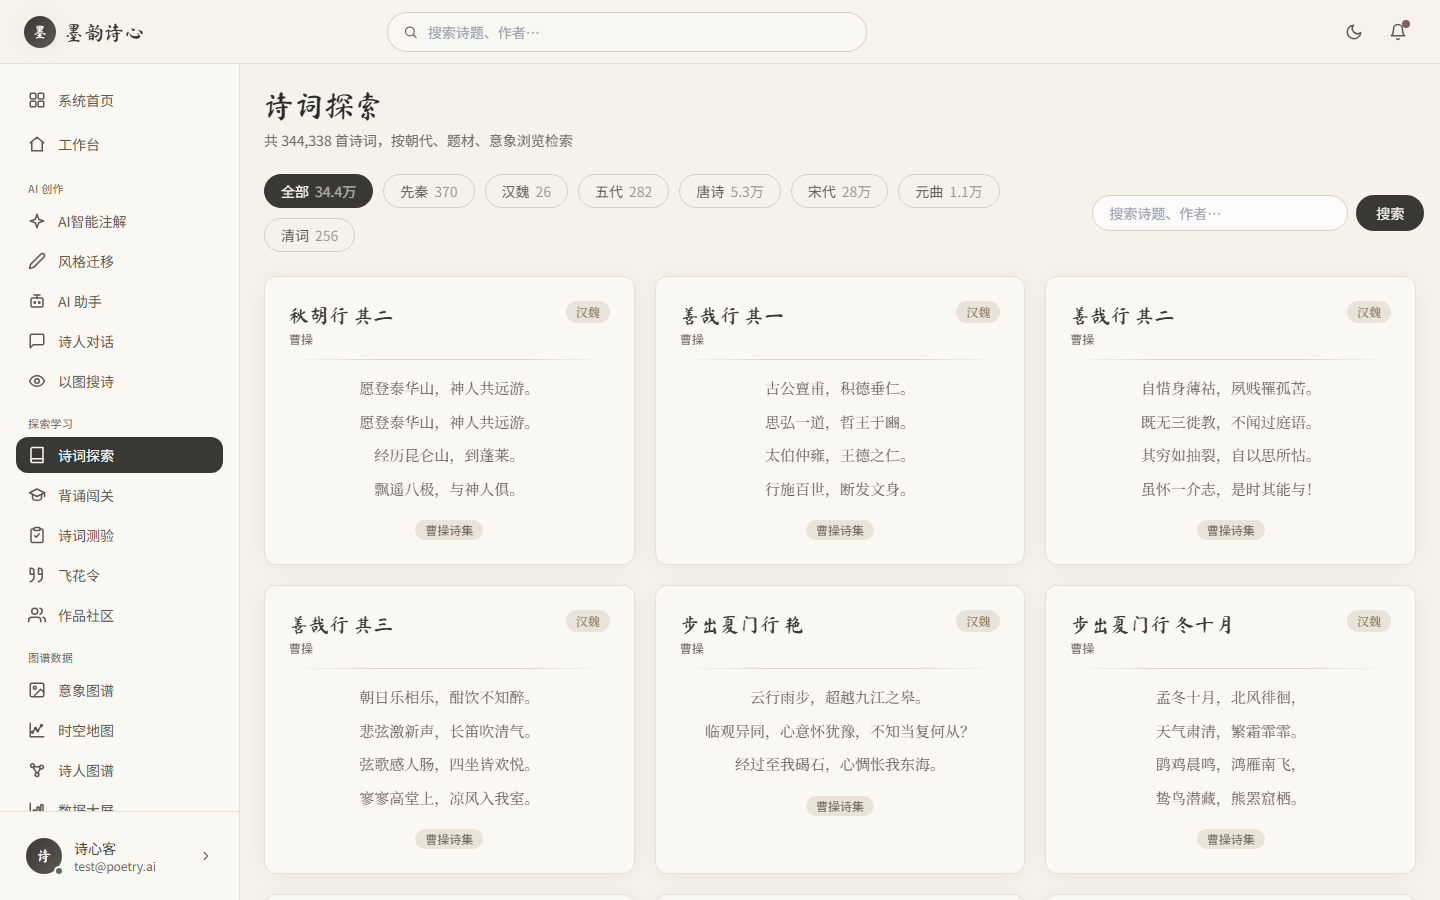 墨 墨韵诗心
搜索诗题、作者…
系统首页
工作台
AI 创作
AI智能注解
风格迁移
AI 助手
诗人对话
以图搜诗
探索学习
诗词探索
背诵闯关
诗词测验
飞花令
作品社区
图谱数据
意象图谱
时空地图
诗人图谱
数据大屏
诗 诗心客
test@poetry.ai
诗词探索
共 344,338 首诗词，按朝代、题材、意象浏览检索
全部 34.4万 先秦 370 汉魏 26 五代 282 唐诗 5.3万 宋代 28万 元曲 1.1万
清词 256
搜索诗题、作者… 搜索
秋胡行 其二 汉魏
曹操
愿登泰华山，神人共远游。
愿登泰华山，神人共远游。
经历昆仑山，到蓬莱。
飘遥八极，与神人俱。
曹操诗集
善哉行 其一 汉魏
曹操
古公亶甫，积德垂仁。
思弘一道，哲王于豳。
太伯仲雍，王德之仁。
行施百世，断发文身。
曹操诗集
善哉行 其二 汉魏
曹操
自惜身薄祜，夙贱罹孤苦。
既无三徙教，不闻过庭语。
其穷如抽裂，自以思所怙。
虽怀一介志，是时其能与！
曹操诗集
善哉行 其三 汉魏
曹操
朝日乐相乐，酣饮不知醉。
悲弦激新声，长笛吹清气。
弦歌感人肠，四坐皆欢悦。
寥寥高堂上，凉风入我室。
曹操诗集
步出夏门行 艳 汉魏
曹操
云行雨步，超越九江之皋。
临观异同，心意怀犹豫，不知当复何从？
经过至我碣石，心惆怅我东海。
曹操诗集
步出夏门行 冬十月 汉魏
曹操
孟冬十月，北风徘徊，
天气肃清，繁霜霏霏。
鹍鸡晨鸣，鸿雁南飞，
鸷鸟潜藏，熊罴窟栖。
曹操诗集